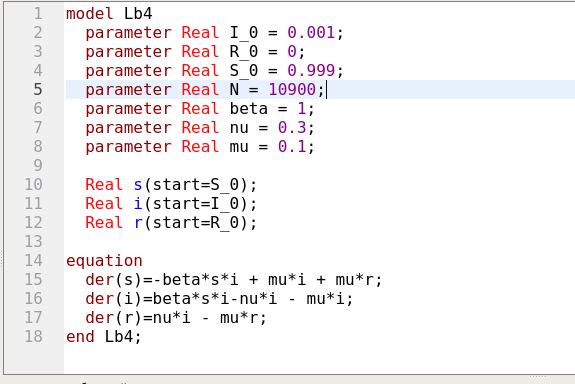 1 model Lb4
2   parameter Real I_0 = 0.001;
3   parameter Real R_0 = 0;
4   parameter Real S_0 = 0.999;
5   parameter Real N = 10900;
6   parameter Real beta = 1;
7   parameter Real nu = 0.3;
8   parameter Real mu = 0.1;
9
10   Real s(start=S_0);
11   Real i(start=I_0);
12   Real r(start=R_0);
13
14 equation
15   der(s)=-beta*s*i + mu*i + mu*r;
16   der(i)=beta*s*i-nu*i - mu*i;
17   der(r)=nu*i - mu*r;
18 end Lb4;